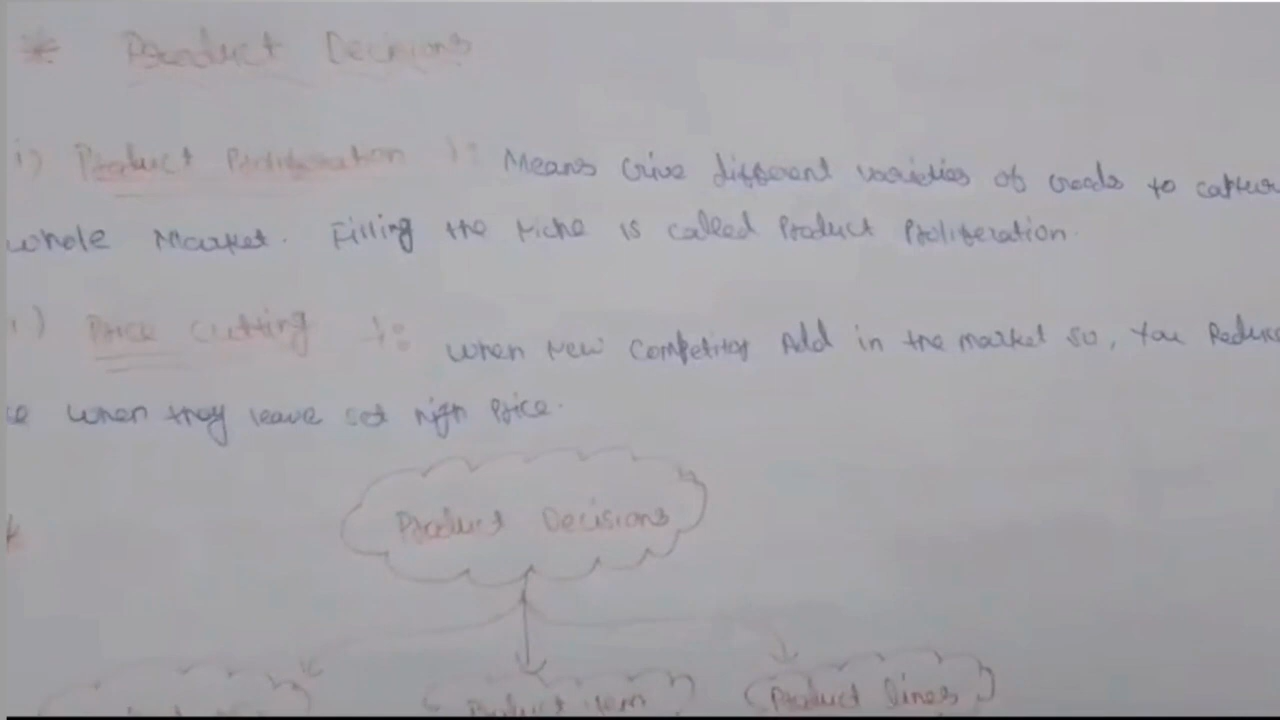 * Product Decisions
i) Product Proliferation :- Means Give different varieties of Goods to
whole Market. Filling the Niche is called Product Proliferation.
) Price Cutting :- When New Competitor Add in the market so, You
when they leave set high Price.
Product Decisions
Product item Product lines